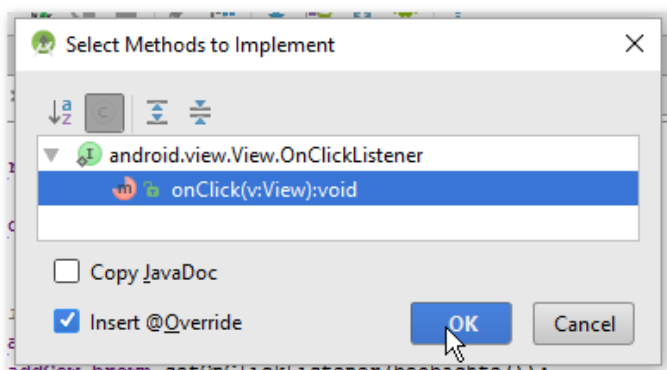 Select Methods to Implement
android.view.View.OnClickListener
onClick(v:View):void
Copy JavaDoc
Insert @Override
OK
Cancel